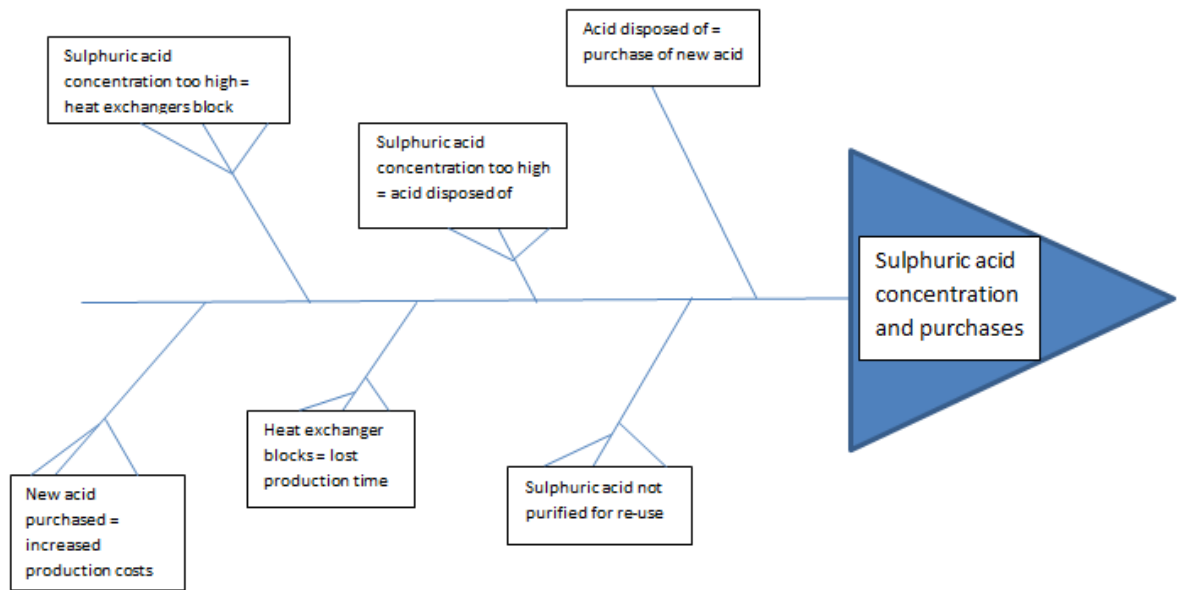 Sulphuric acid
concentration too high =
heat exchangers block
Sulphuric acid
concentration too high
= acid disposed of
Acid disposed of =
purchase of new acid
Sulphuric acid
concentration
and purchases
New acid
purchased =
increased
production costs
Heat exchanger
blocks = lost
production time
Sulphuric acid not
purified for re-use